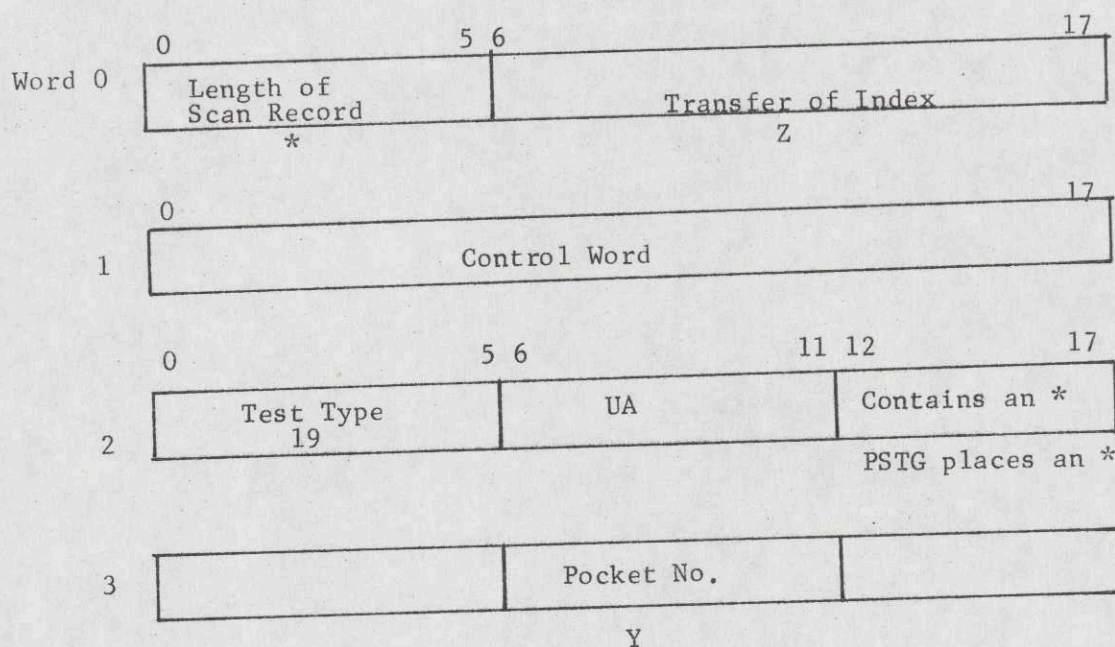 0 5 6 17
Word 0
Length of
Scan Record
*
Transfer of Index
Z
0 17
1
Control Word
0 5 6 11 12 17
2
Test Type
19
UA
Contains an *
PSTG places an *
3
Pocket No.
Y